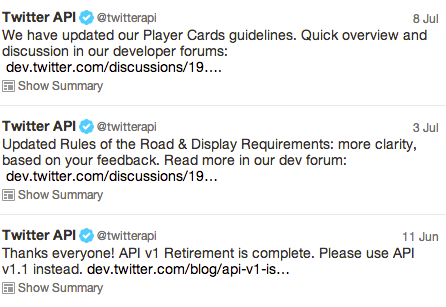 Twitter API @twitterapi 8 Jul
We have updated our Player Cards guidelines. Quick overview and
discussion in our developer forums:
dev.twitter.com/discussions/19....
Show Summary
Twitter API @twitterapi 3 Jul
Updated Rules of the Road & Display Requirements: more clarity,
based on your feedback. Read more in our dev forum:
dev.twitter.com/discussions/19...
Show Summary
Twitter API @twitterapi 11 Jun
Thanks everyone! API v1 Retirement is complete. Please use API
v1.1 instead. dev.twitter.com/blog/api-v1-is...
Show Summary